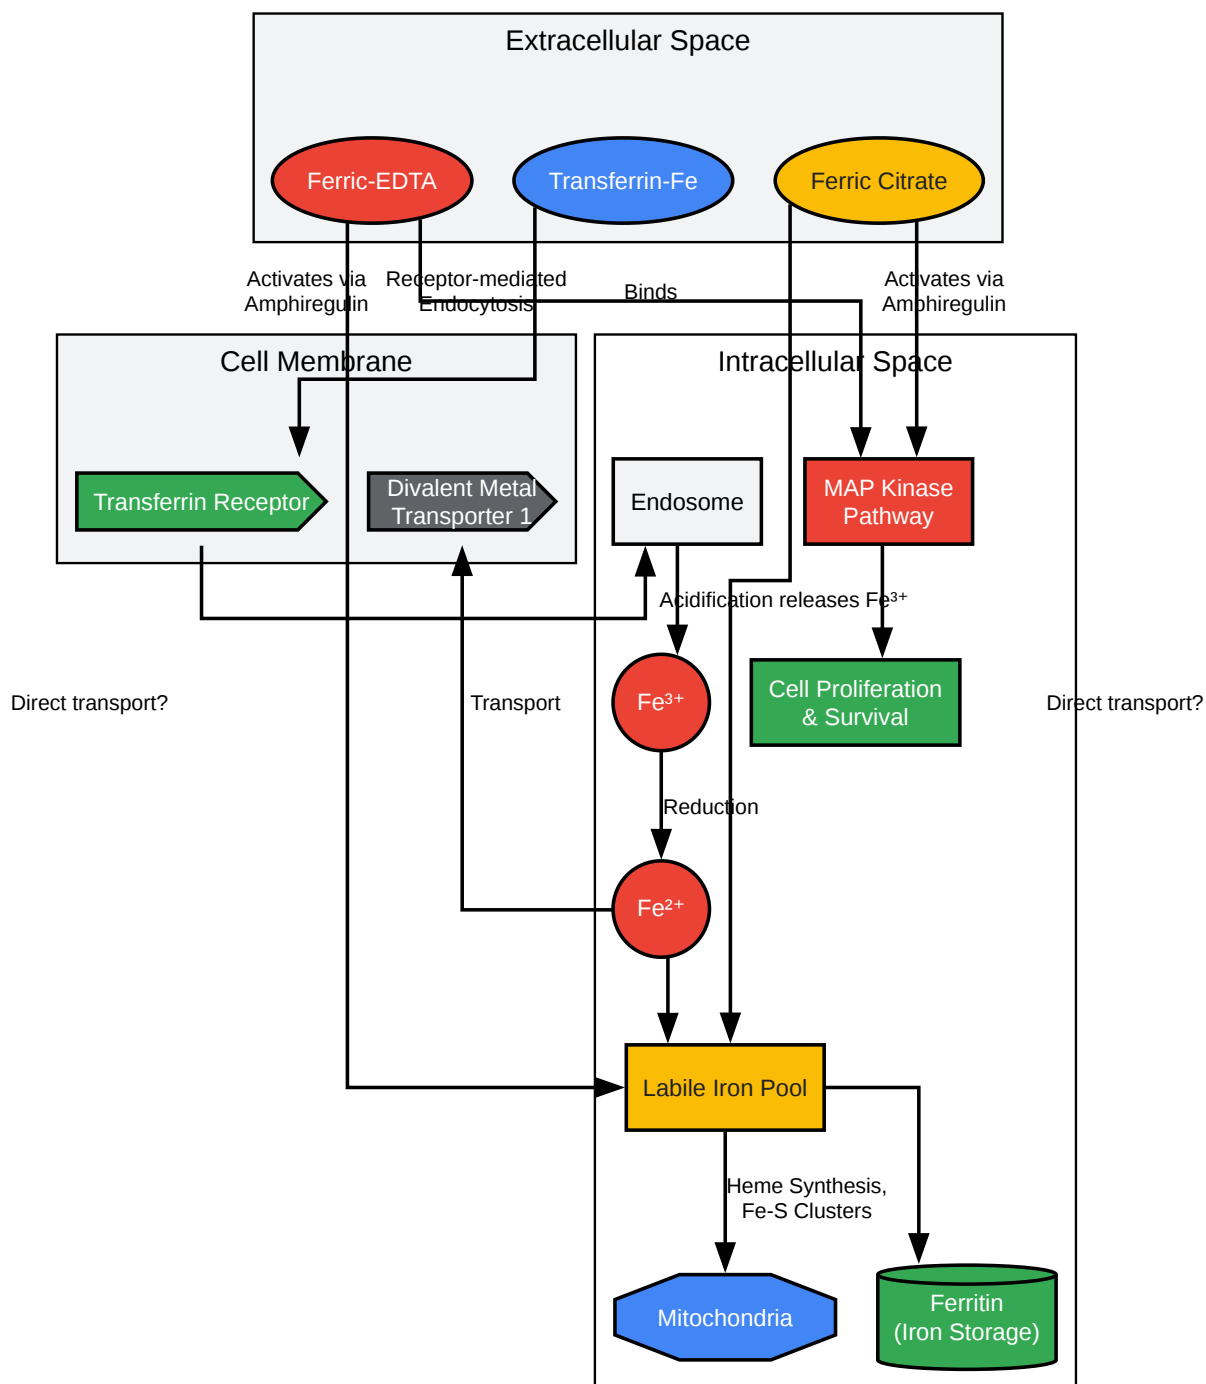 Extracellular Space
Ferric-EDTA
Transferrin-Fe
Ferric Citrate
Activates via
Amphiregulin
Receptor-mediated
Endocytosis
Binds
Activates via
Amphiregulin
Cell Membrane
Intracellular Space
Transferrin Receptor
Divalent Metal
Transporter 1
Endosome
MAP Kinase
Pathway
Acidification releases Fe³⁺
Direct transport?
Transport
Fe³⁺
Cell Proliferation
& Survival
Direct transport?
Reduction
Fe²⁺
Labile Iron Pool
Heme Synthesis,
Fe-S Clusters
Mitochondria
Ferritin
(Iron Storage)